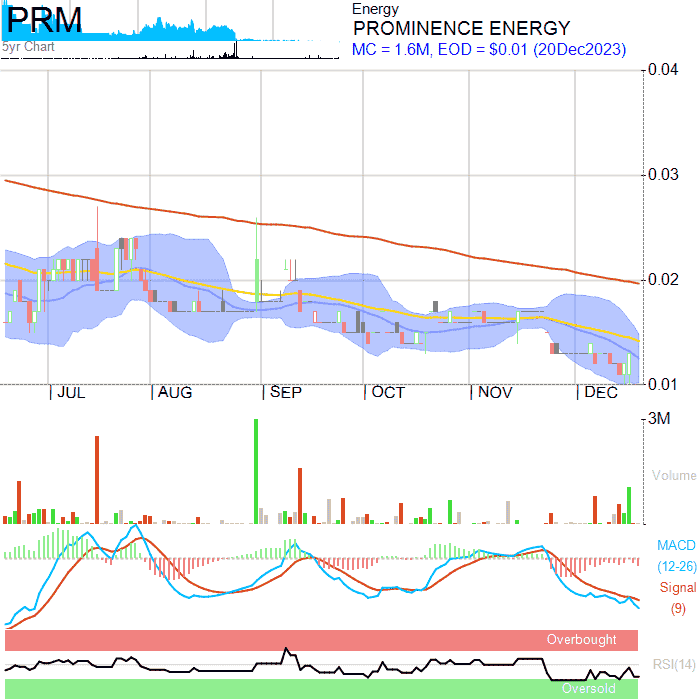 PRM
5yr Chart
Energy
PROMINENCE ENERGY
MC = 1.6M, EOD = $0.01 (20Dec2023)
0.04
0.03
0.02
0.01
JUL AUG SEP OCT NOV DEC
3M
Volume
MACD
(12-26)
Signal
(9)
Overbought
RSI(14)
Oversold